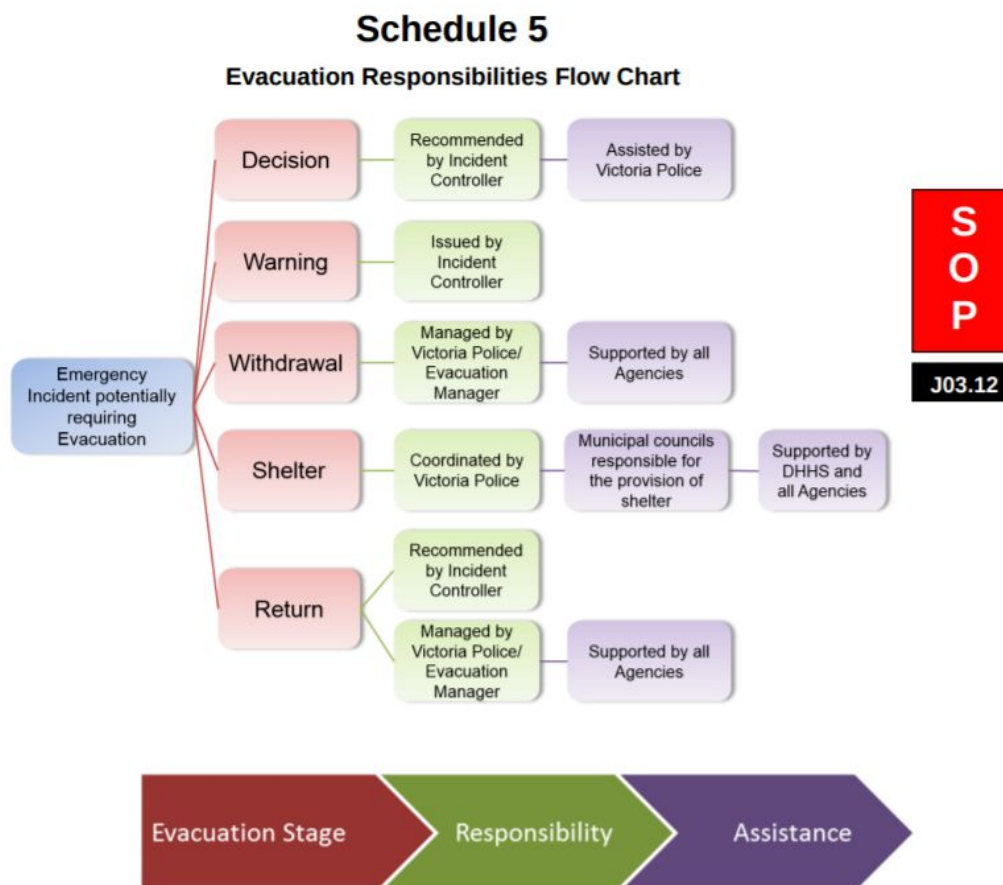 Schedule 5
Evacuation Responsibilities Flow Chart
Decision
Recommended
by Incident
Controller
Assisted by
Victoria Police
Warning
Issued by
Incident
Controller
Withdrawal
Managed by
Victoria Police/
Evacuation
Manager
Supported by all
Agencies
Emergency
Incident potentially
requiring
Evacuation
Shelter
Coordinated by
Victoria Police
Municipal councils
responsible for
the provision of
shelter
Supported by
DHHS and
all Agencies
Return
Recommended
by Incident
Controller
Managed by
Victoria Police/
Evacuation
Manager
Supported by all
Agencies
S
O
P
J03.12
Evacuation Stage
Responsibility
Assistance